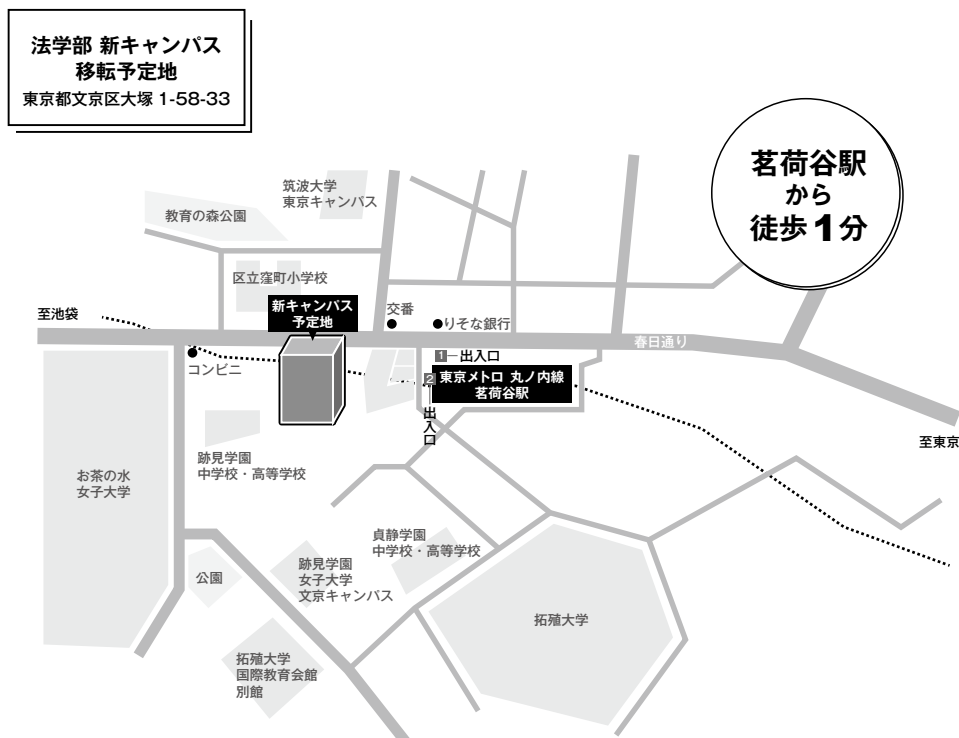 法学部 新キャンパス
移転予定地
東京都文京区大塚 1-58-33
茗荷谷駅
から
徒歩1分
筑波大学
東京キャンパス
教育の森公園
区立窪町小学校
新キャンパス
予定地
交番
りそな銀行
至池袋
春日通り
コンビニ
1 出入口
2 出入口
東京メトロ 丸ノ内線
茗荷谷駅
至東京
跡見学園
中学校・高等学校
お茶の水
女子大学
貞静学園
中学校・高等学校
跡見学園
女子大学
文京キャンパス
公園
拓殖大学
拓殖大学
国際教育会館
別館